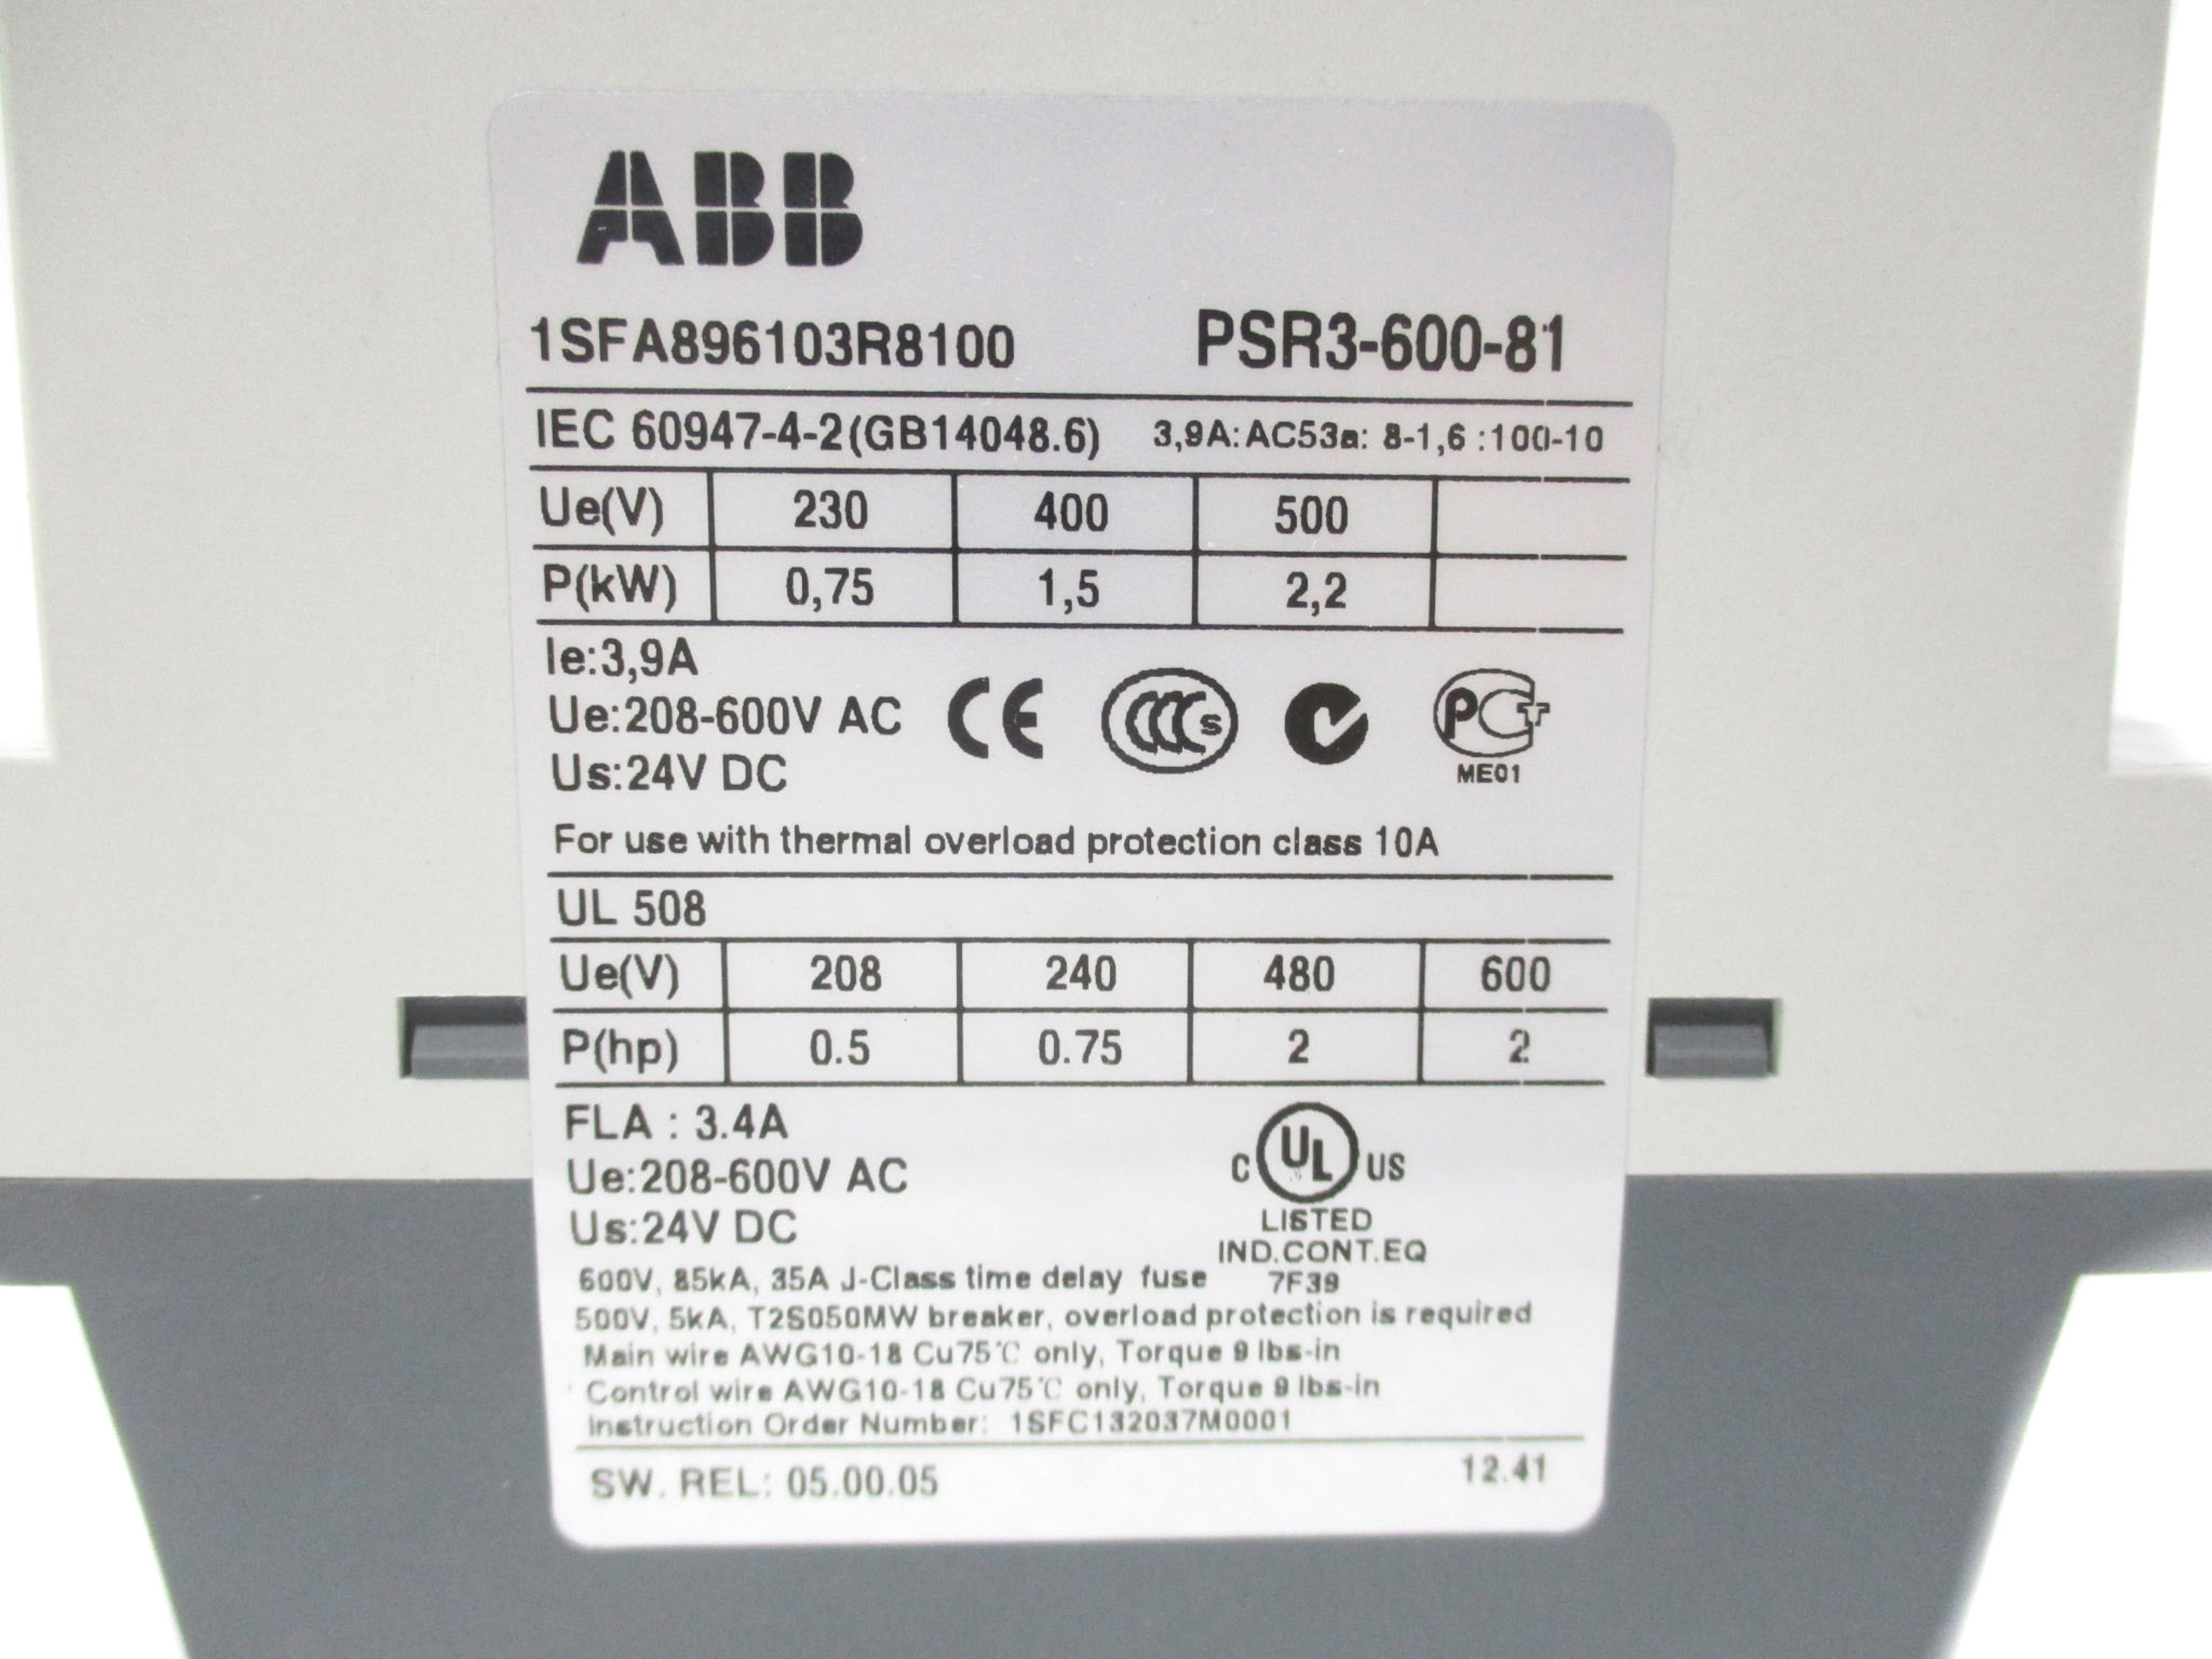 ABB
1SFA896103R8100 PSR3-600-81
IEC 60947-4-2(GB14048.6) 3,9A:AC53a: 8-1,6 :100-10
Ue(V) 230 400 500
P(kW) 0,75 1,5 2,2
Ie:3,9A
Ue:208-600V AC CE CCC S PCT
Us:24V DC ME01
For use with thermal overload protection class 10A
UL 508
Ue(V) 208 240 480 600
P(hp) 0.5 0.75 2 2
FLA : 3.4A
Ue:208-600V AC C UL US
Us:24V DC LISTED
IND.CONT.EQ
600V, 85kA, 35A J-Class time delay fuse 7F39
500V, 5kA, T2S050MW breaker, overload protection is required
Main wire AWG10-18 Cu75℃ only, Torque 9 lbs-in
Control wire AWG10-18 Cu75℃ only, Torque 9 lbs-in
Instruction Order Number: 1SFC132037M0001
SW. REL: 05.00.05 12.41